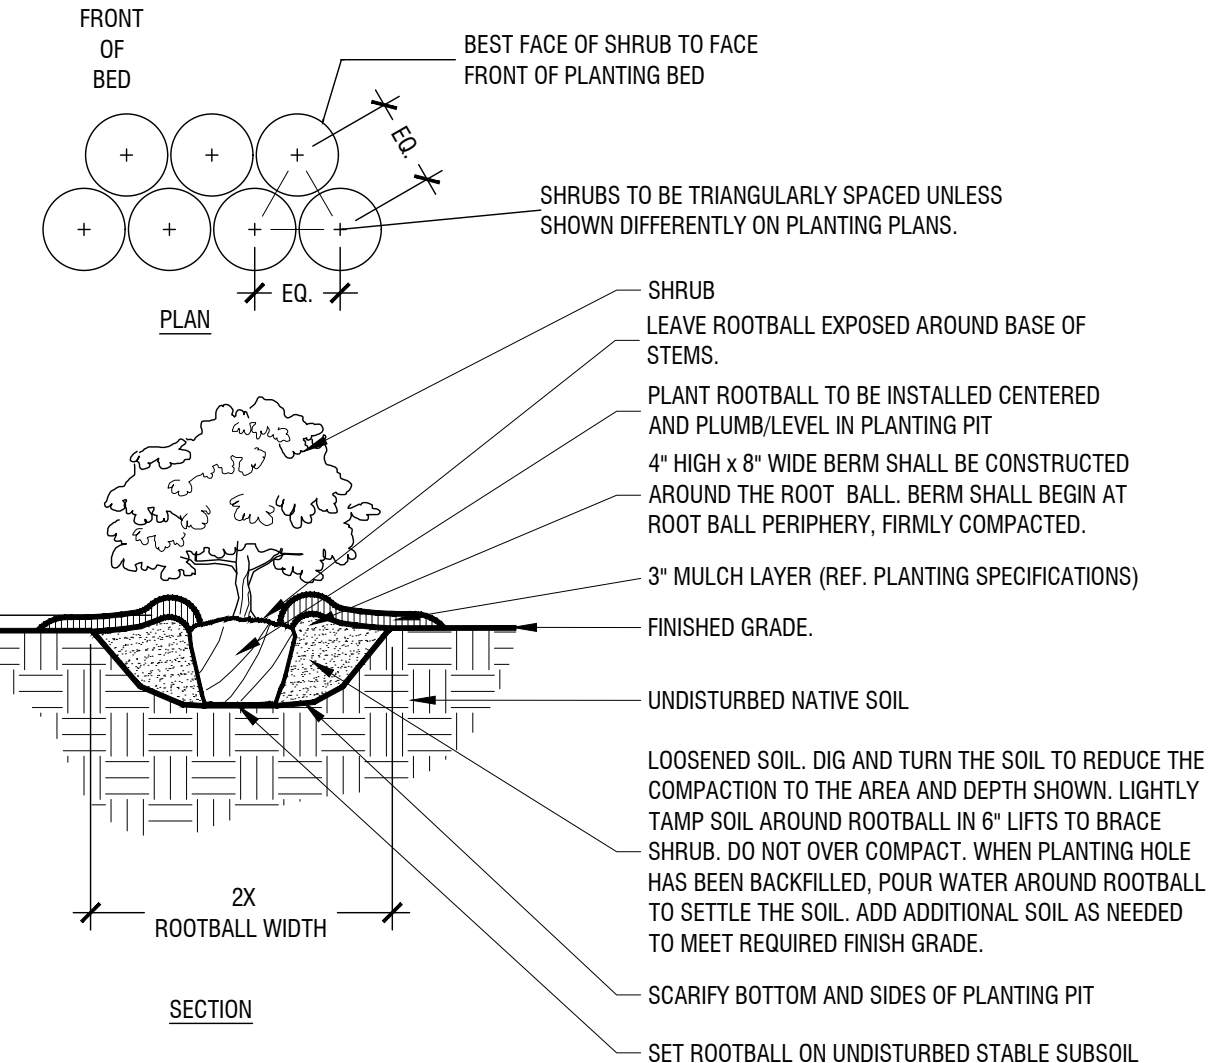 FRONT
OF
BED
BEST FACE OF SHRUB TO FACE
FRONT OF PLANTING BED
EQ.
SHRUBS TO BE TRIANGULARLY SPACED UNLESS
SHOWN DIFFERENTLY ON PLANTING PLANS.
EQ.
PLAN
SHRUB
LEAVE ROOTBALL EXPOSED AROUND BASE OF
STEMS.
PLANT ROOTBALL TO BE INSTALLED CENTERED
AND PLUMB/LEVEL IN PLANTING PIT
4" HIGH x 8" WIDE BERM SHALL BE CONSTRUCTED
AROUND THE ROOT BALL. BERM SHALL BEGIN AT
ROOT BALL PERIPHERY, FIRMLY COMPACTED.
3" MULCH LAYER (REF. PLANTING SPECIFICATIONS)
FINISHED GRADE.
UNDISTURBED NATIVE SOIL
LOOSENED SOIL. DIG AND TURN THE SOIL TO REDUCE THE
COMPACTION TO THE AREA AND DEPTH SHOWN. LIGHTLY
TAMP SOIL AROUND ROOTBALL IN 6" LIFTS TO BRACE
SHRUB. DO NOT OVER COMPACT. WHEN PLANTING HOLE
HAS BEEN BACKFILLED, POUR WATER AROUND ROOTBALL
TO SETTLE THE SOIL. ADD ADDITIONAL SOIL AS NEEDED
TO MEET REQUIRED FINISH GRADE.
2X
ROOTBALL WIDTH
SCARIFY BOTTOM AND SIDES OF PLANTING PIT
SECTION
SET ROOTBALL ON UNDISTURBED STABLE SUBSOIL